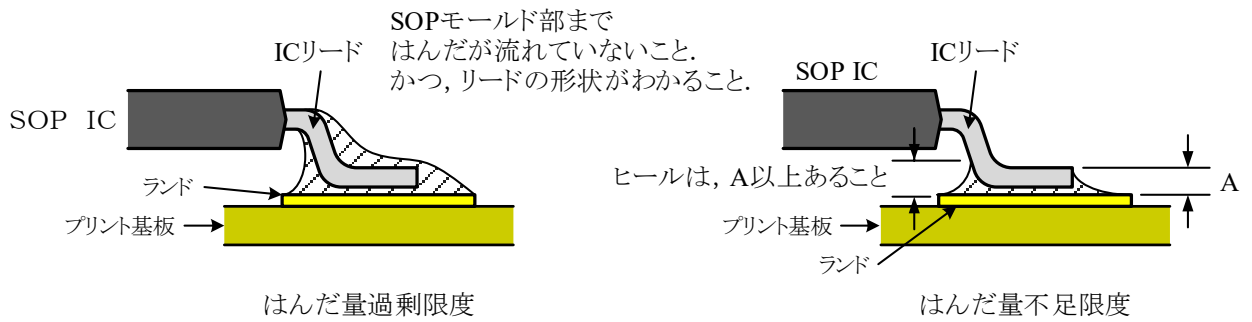 SOPモールド部まで
はんだが流れていないこと.
かつ, リードの形状がわかること.
ICリード
SOP IC
ランド
プリント基板
はんだ量過剰限度
ICリード
SOP IC
ヒールは, A以上あること
A
プリント基板
ランド
はんだ量不足限度